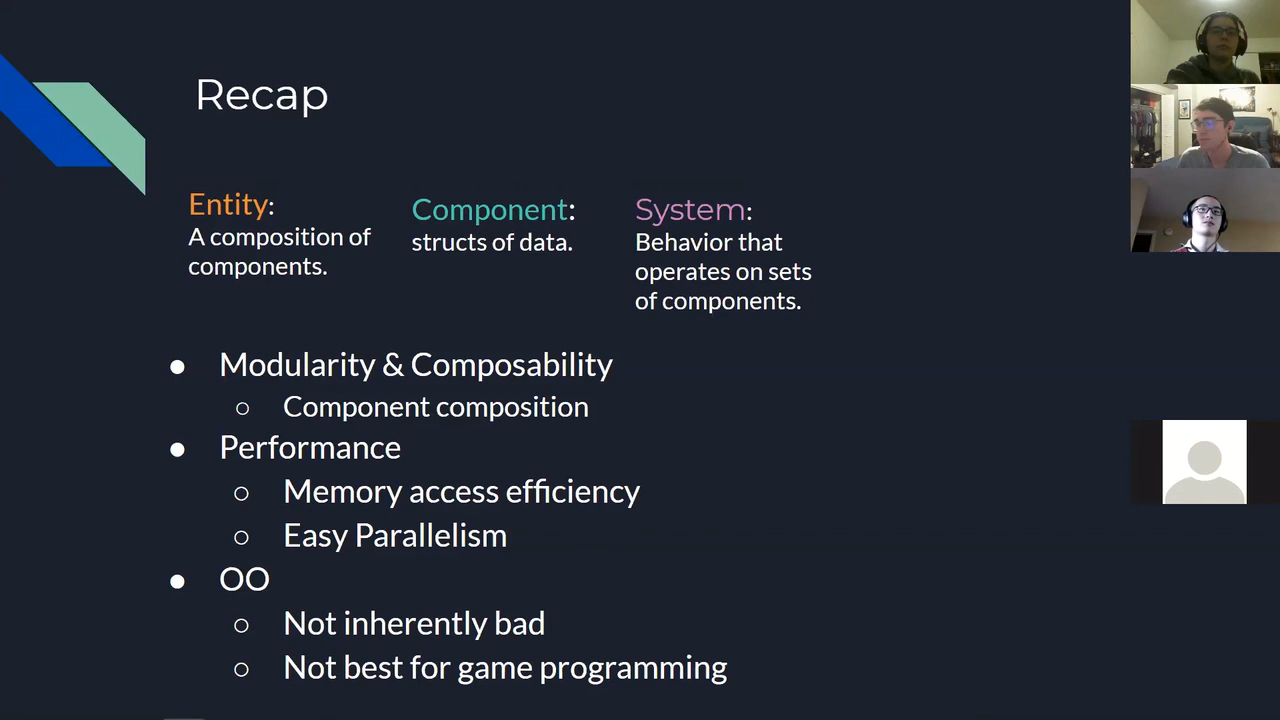 Recap
Entity:
A composition of
components.
Component:
structs of data.
System:
Behavior that
operates on sets
of components.
● Modularity & Composability
○ Component composition
● Performance
○ Memory access efficiency
○ Easy Parallelism
● OO
○ Not inherently bad
○ Not best for game programming